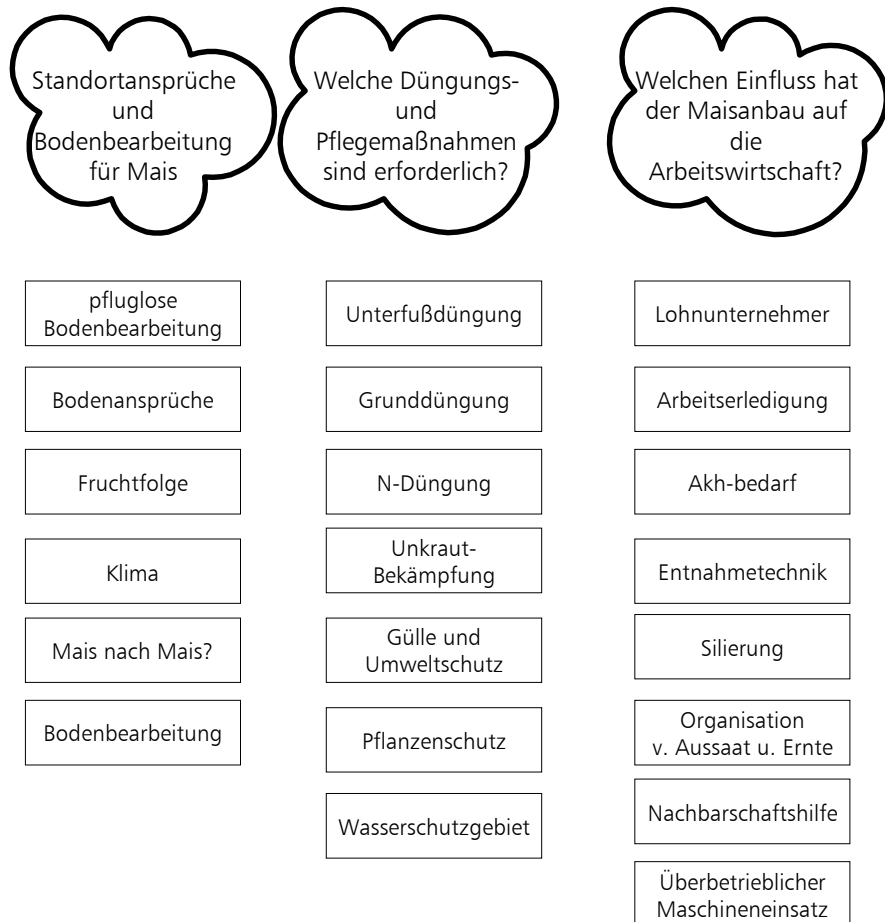 Standortansprüche
und
Bodenbearbeitung
für Mais
Welche Düngungs-
und
Pflegemaßnahmen
sind erforderlich?
Welchen Einfluss hat
der Maisanbau auf
die
Arbeitswirtschaft?
pfluglose
Bodenbearbeitung
Bodenansprüche
Fruchtfolge
Klima
Mais nach Mais?
Bodenbearbeitung
Unterfußdüngung
Grunddüngung
N-Düngung
Unkraut-
Bekämpfung
Gülle und
Umweltschutz
Pflanzenschutz
Wasserschutzgebiet
Lohnunternehmer
Arbeitserledigung
Akh-bedarf
Entnahmetechnik
Silierung
Organisation
v. Aussaat u. Ernte
Nachbarschaftshilfe
Überbetrieblicher
Maschineneinsatz